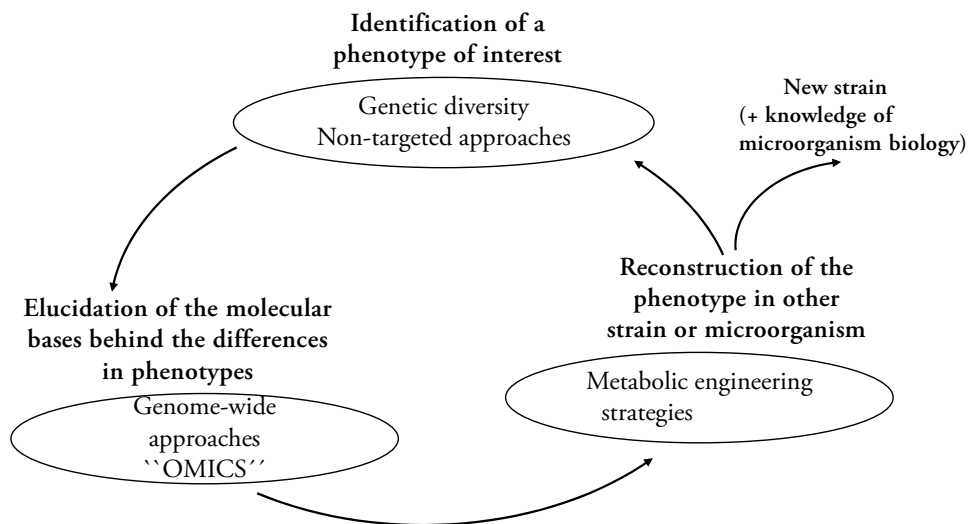 Identification of a
phenotype of interest
Genetic diversity
Non-targeted approaches
New strain
(+ knowledge of
microorganism biology)
Elucidation of the molecular
bases behind the differences
in phenotypes
Genome-wide
approaches
``OMICS´´
Reconstruction of the
phenotype in other
strain or microorganism
Metabolic engineering
strategies